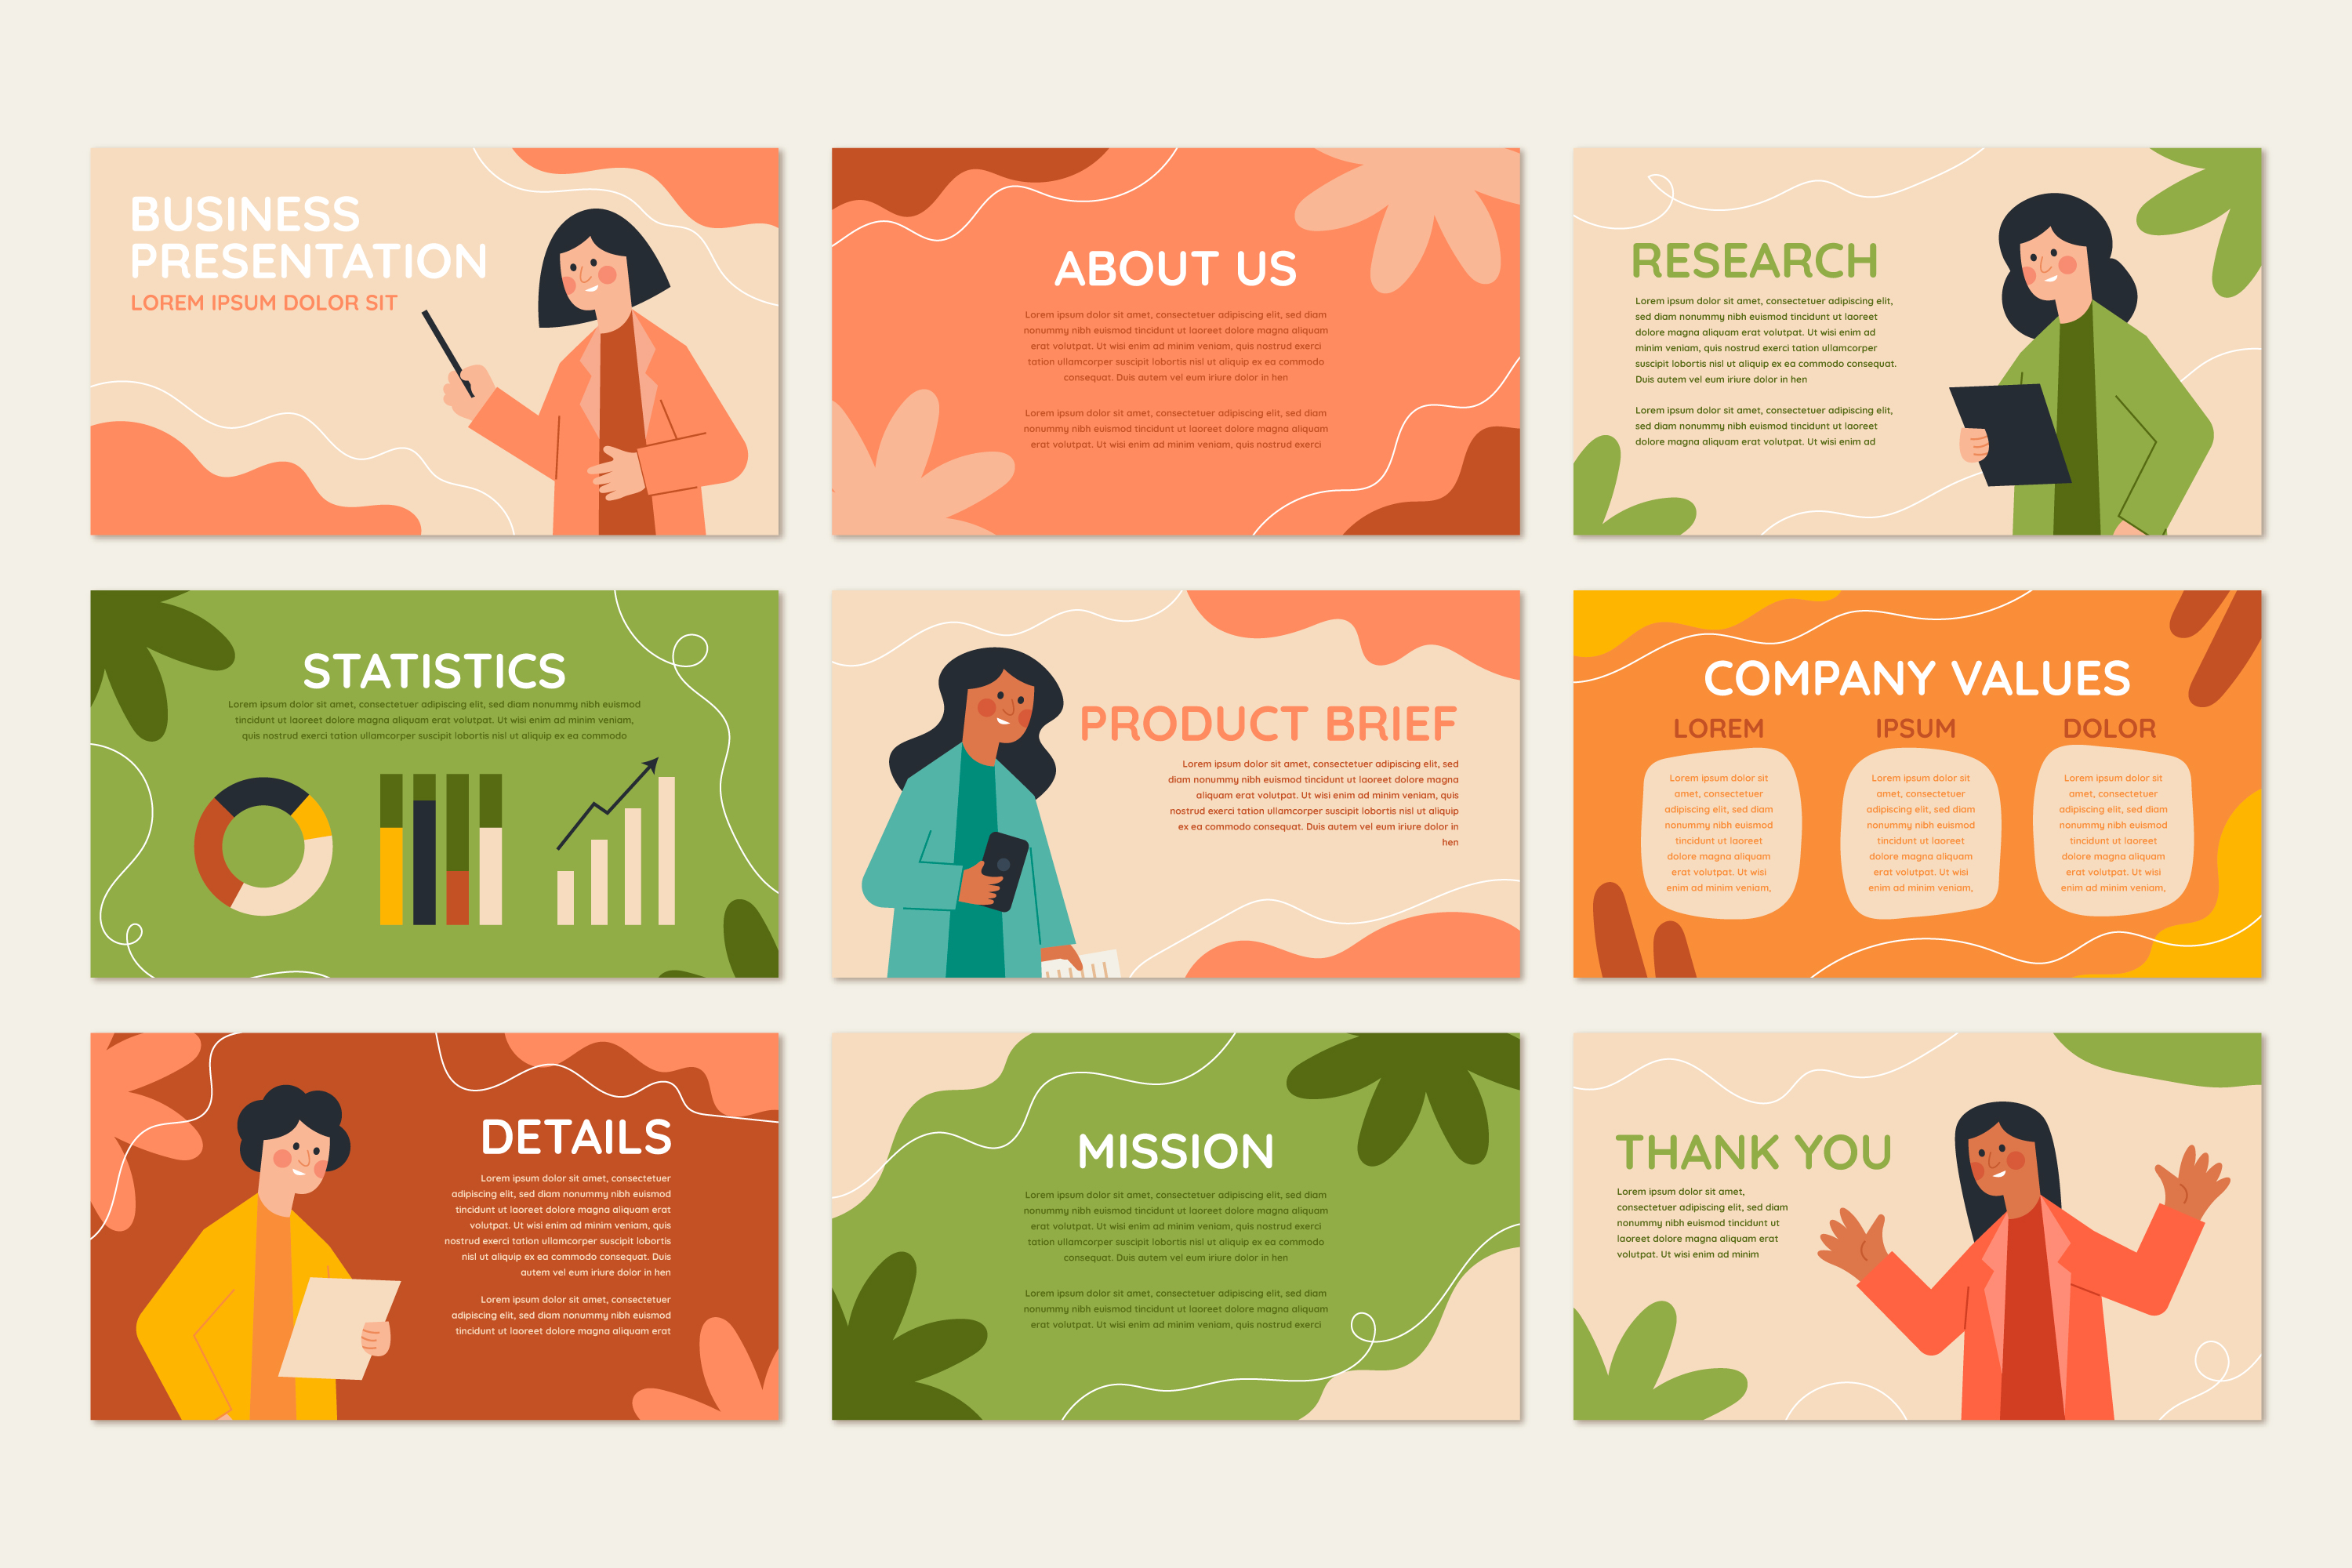 BUSINESS
PRESENTATION
LOREM IPSUM DOLOR SIT
ABOUT US
Lorem ipsum dolor sit amet, consectetuer adipiscing elit, sed diam
nonummy nibh euismod tincidunt ut laoreet dolore magna aliquam
erat volutpat. Ut wisi enim ad minim veniam, quis nostrud exerci
tation ullamcorper suscipit lobortis nisl ut aliquip ex ea commodo
consequat. Duis autem vel eum iriure dolor in hen
Lorem ipsum dolor sit amet, consectetuer adipiscing elit, sed diam
nonummy nibh euismod tincidunt ut laoreet dolore magna aliquam
erat volutpat. Ut wisi enim ad minim veniam, quis nostrud exerci
RESEARCH
Lorem ipsum dolor sit amet, consectetuer adipiscing elit,
sed diam nonummy nibh euismod tincidunt ut laoreet
dolore magna aliquam erat volutpat. Ut wisi enim ad
minim veniam, quis nostrud exerci tation ullamcorper
suscipit lobortis nisl ut aliquip ex ea commodo consequat.
Duis autem vel eum iriure dolor in hen
Lorem ipsum dolor sit amet, consectetuer adipiscing elit,
sed diam nonummy nibh euismod tincidunt ut laoreet
dolore magna aliquam erat volutpat. Ut wisi enim ad
STATISTICS
Lorem ipsum dolor sit amet, consectetuer adipiscing elit, sed diam nonummy nibh euismod
tincidunt ut laoreet dolore magna aliquam erat volutpat. Ut wisi enim ad minim veniam,
quis nostrud exerci tation ullamcorper suscipit lobortis nisl ut aliquip ex ea commodo
PRODUCT BRIEF
Lorem ipsum dolor sit amet, consectetuer adipiscing elit, sed
diam nonummy nibh euismod tincidunt ut laoreet dolore magna
aliquam erat volutpat. Ut wisi enim ad minim veniam, quis
nostrud exerci tation ullamcorper suscipit lobortis nisl ut aliquip
ex ea commodo consequat. Duis autem vel eum iriure dolor in
hen
COMPANY VALUES
LOREM
Lorem ipsum dolor sit
amet, consectetuer
adipiscing elit, sed diam
nonummy nibh euismod
tincidunt ut laoreet
dolore magna aliquam
erat volutpat. Ut wisi
enim ad minim veniam,
IPSUM
Lorem ipsum dolor sit
amet, consectetuer
adipiscing elit, sed diam
nonummy nibh euismod
tincidunt ut laoreet
dolore magna aliquam
erat volutpat. Ut wisi
enim ad minim veniam,
DOLOR
Lorem ipsum dolor sit
amet, consectetuer
adipiscing elit, sed diam
nonummy nibh euismod
tincidunt ut laoreet
dolore magna aliquam
erat volutpat. Ut wisi
enim ad minim veniam,
DETAILS
Lorem ipsum dolor sit amet, consectetuer
adipiscing elit, sed diam nonummy nibh euismod
tincidunt ut laoreet dolore magna aliquam erat
volutpat. Ut wisi enim ad minim veniam, quis
nostrud exerci tation ullamcorper suscipit lobortis
nisl ut aliquip ex ea commodo consequat. Duis
autem vel eum iriure dolor in hen
Lorem ipsum dolor sit amet, consectetuer
adipiscing elit, sed diam nonummy nibh euismod
tincidunt ut laoreet dolore magna aliquam erat
MISSION
Lorem ipsum dolor sit amet, consectetuer adipiscing elit, sed diam
nonummy nibh euismod tincidunt ut laoreet dolore magna aliquam
erat volutpat. Ut wisi enim ad minim veniam, quis nostrud exerci
tation ullamcorper suscipit lobortis nisl ut aliquip ex ea commodo
consequat. Duis autem vel eum iriure dolor in hen
Lorem ipsum dolor sit amet, consectetuer adipiscing elit, sed diam
nonummy nibh euismod tincidunt ut laoreet dolore magna aliquam
erat volutpat. Ut wisi enim ad minim veniam, quis nostrud exerci
THANK YOU
Lorem ipsum dolor sit amet,
consectetuer adipiscing elit, sed diam
nonummy nibh euismod tincidunt ut
laoreet dolore magna aliquam erat
volutpat. Ut wisi enim ad minim